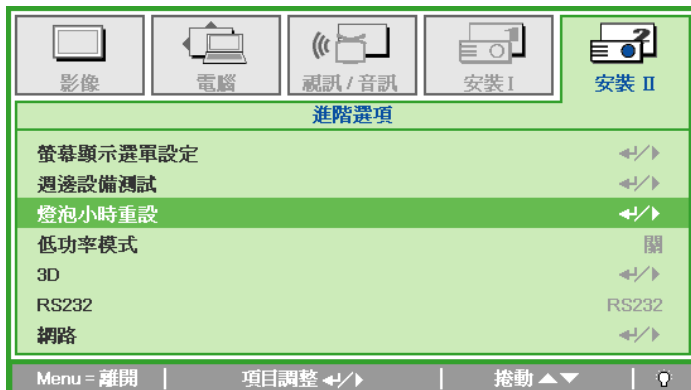 影像
電腦
視訊 / 音訊
1
安裝 I
2
安裝 II
進階選項
螢幕顯示選單設定
週邊設備測試
燈泡小時重設
低功率模式 關
3D
RS232 RS232
網路
Menu = 離開 項目調整 捲動